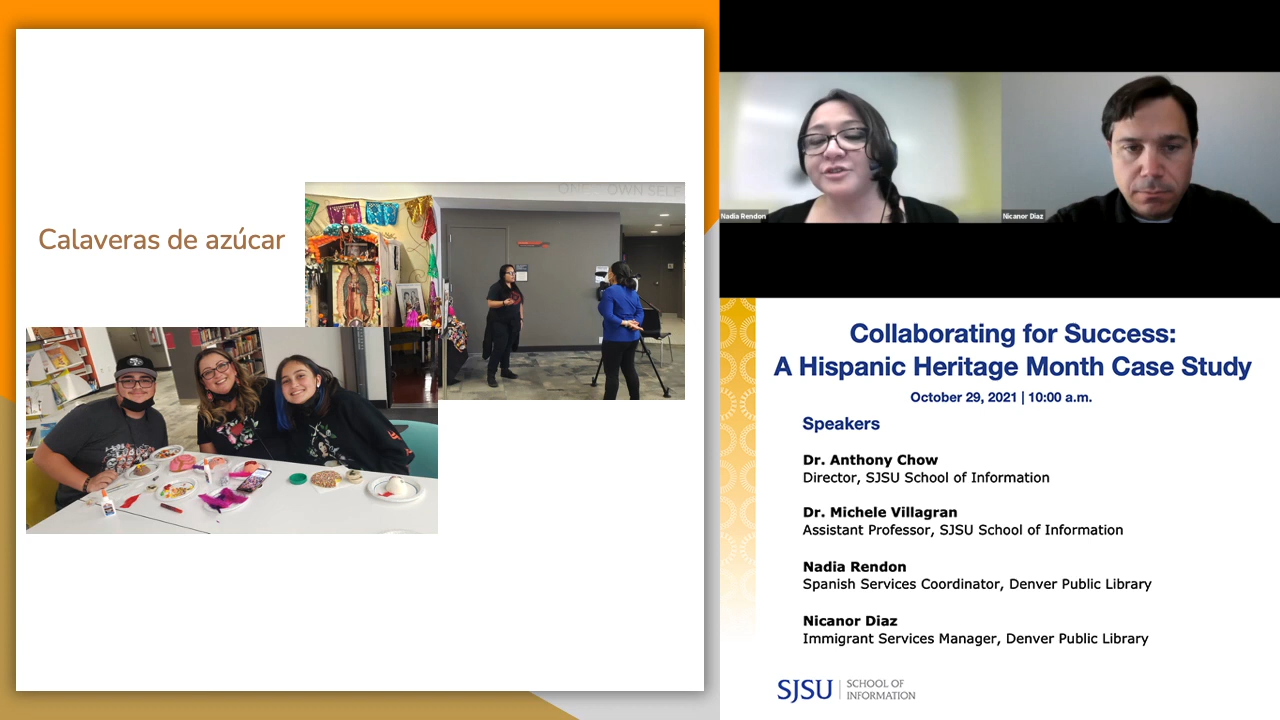 Calaveras de azúcar
ONE OWN SELF
Nadia Rendon
Nicanor Diaz
Collaborating for Success:
A Hispanic Heritage Month Case Study
October 29, 2021 | 10:00 a.m.
Speakers
Dr. Anthony Chow
Director, SJSU School of Information
Dr. Michele Villagran
Assistant Professor, SJSU School of Information
Nadia Rendon
Spanish Services Coordinator, Denver Public Library
Nicanor Diaz
Immigrant Services Manager, Denver Public Library
SJSU | SCHOOL OF
INFORMATION